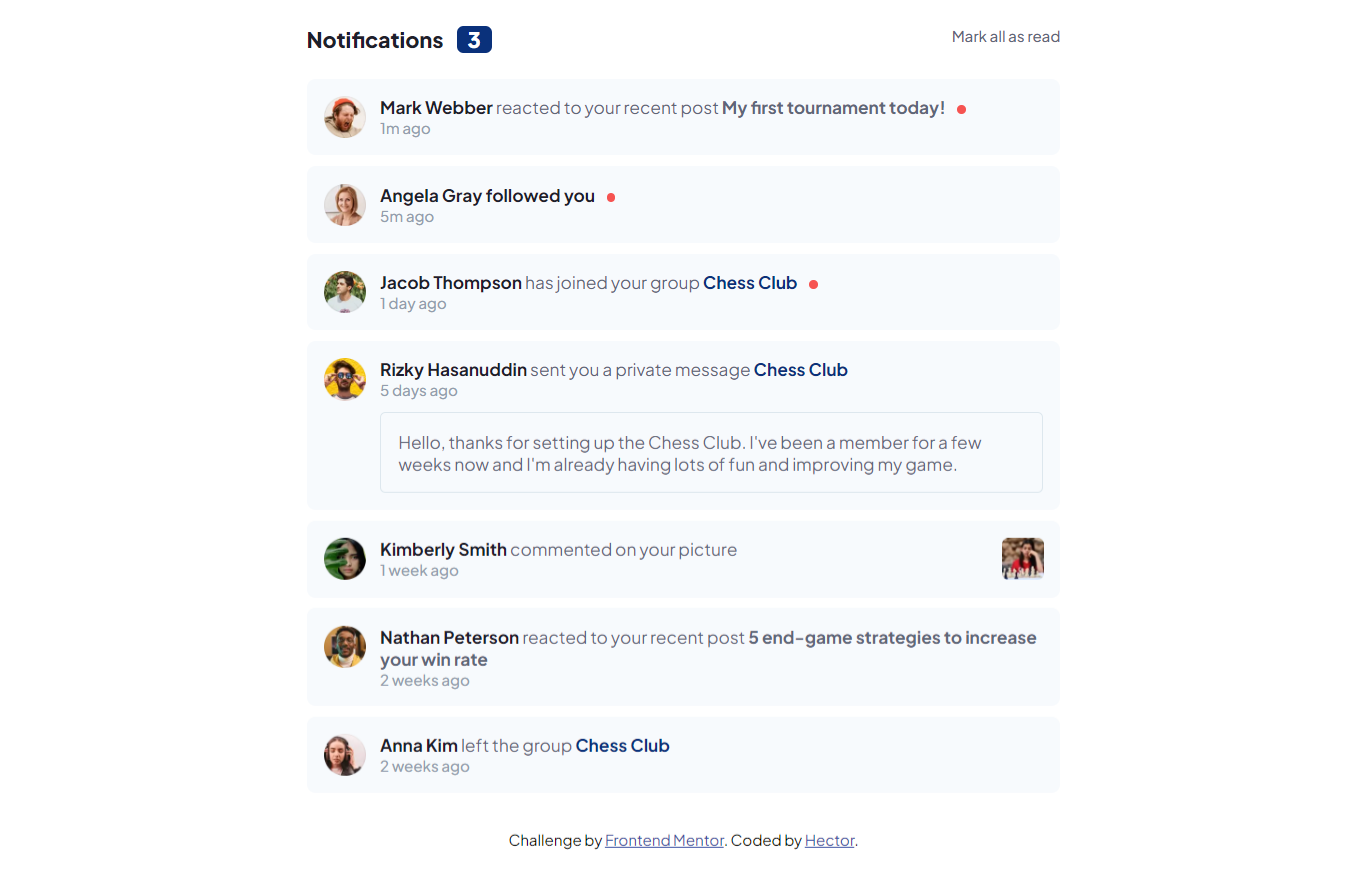 Notifications 3 Mark all as read
Mark Webber reacted to your recent post My first tournament today!
1m ago
Angela Gray followed you
5m ago
Jacob Thompson has joined your group Chess Club
1 day ago
Rizky Hasanuddin sent you a private message Chess Club
5 days ago
Hello, thanks for setting up the Chess Club. I've been a member for a few
weeks now and I'm already having lots of fun and improving my game.
Kimberly Smith commented on your picture
1 week ago
Nathan Peterson reacted to your recent post 5 end-game strategies to increase
your win rate
2 weeks ago
Anna Kim left the group Chess Club
2 weeks ago
Challenge by Frontend Mentor. Coded by Hector.